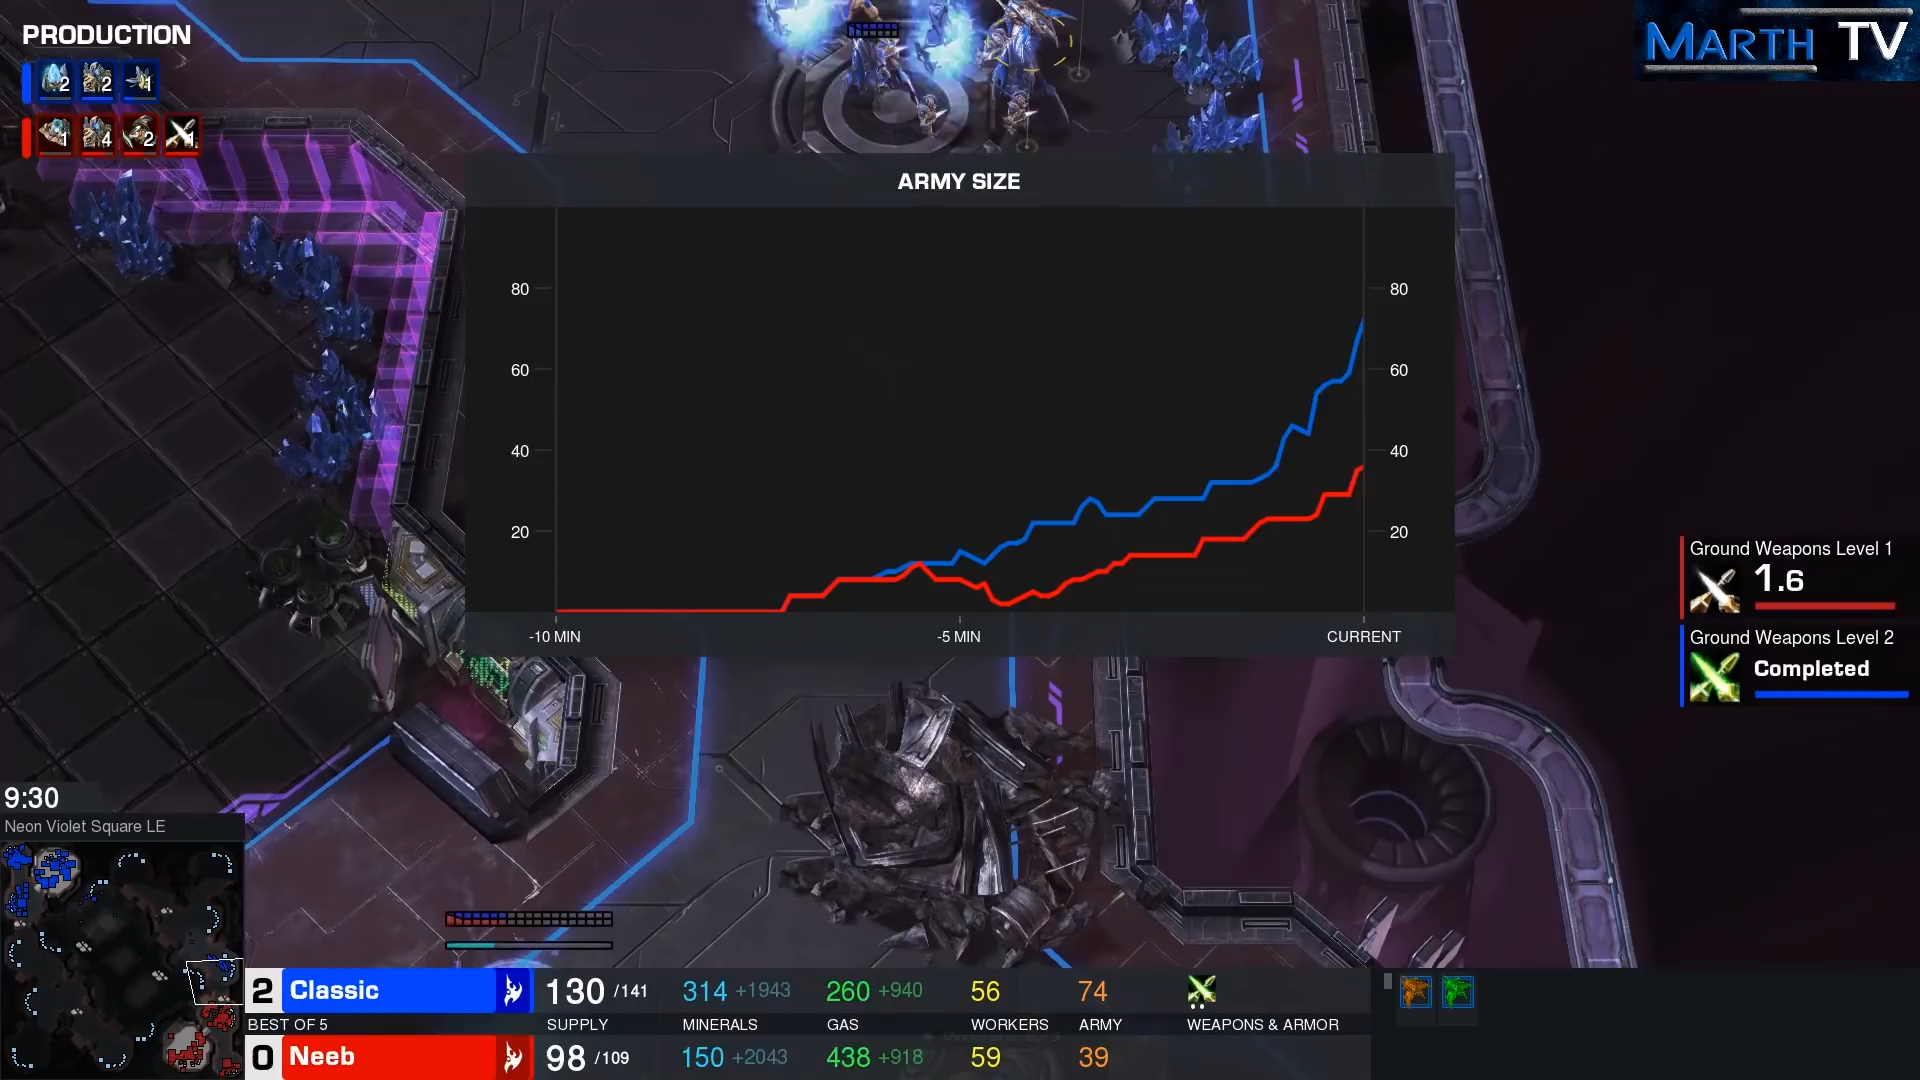 PRODUCTION
2 2 1
1 4 2 1
MARTH TV
ARMY SIZE
80 80
60 60
40 40
20 20
-10 MIN -5 MIN CURRENT
Ground Weapons Level 1
1.6
Ground Weapons Level 2
Completed
9:30
Neon Violet Square LE
2 Classic 130 /141 314 +1943 260 +940 56 74
BEST OF 5 SUPPLY MINERALS GAS WORKERS ARMY WEAPONS & ARMOR
0 Neeb 98 /109 150 +2043 438 +918 59 39